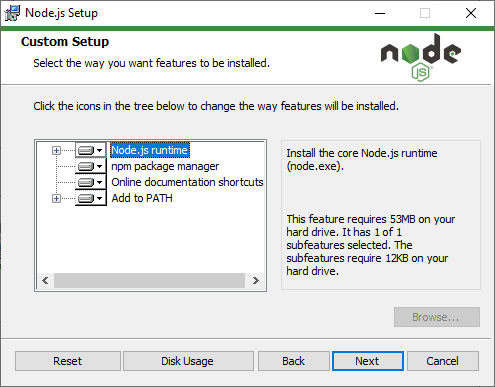 Node.js Setup
Custom Setup
Select the way you want features to be installed.
node
JS
Click the icons in the tree below to change the way features will be installed.
Node.js runtime
npm package manager
Online documentation shortcuts
Add to PATH
Install the core Node.js runtime
(node.exe).
This feature requires 53MB on your
hard drive. It has 1 of 1
subfeatures selected. The
subfeatures require 12KB on your
hard drive.
Browse...
Reset
Disk Usage
Back
Next
Cancel